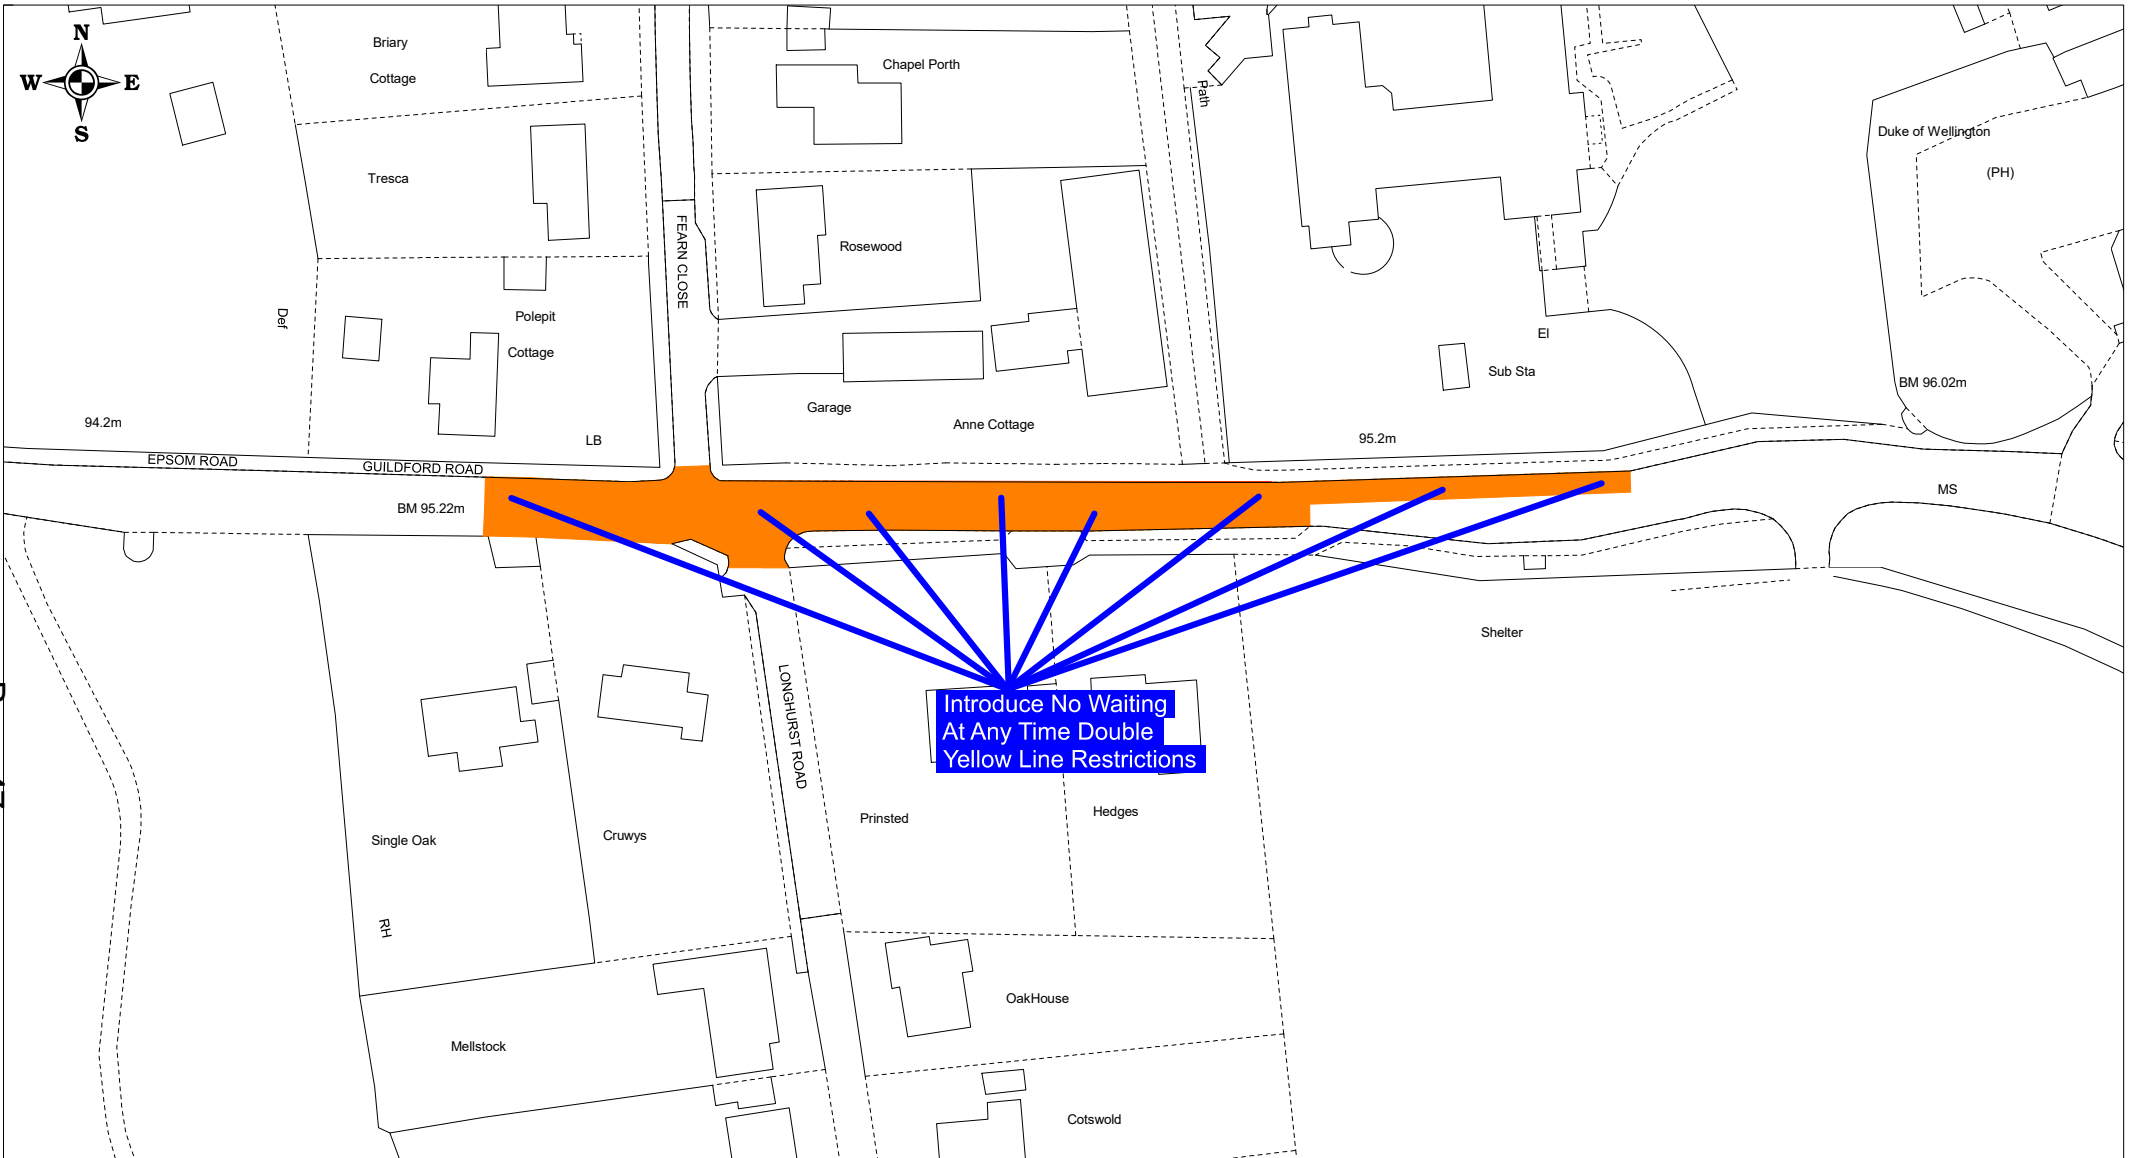 N
W E
S
Briary
Cottage
Chapel Porth
Path
Duke of Wellington
(PH)
Tresca
FEARN CLOSE
Rosewood
Def
Polepit
Cottage
El
Sub Sta
BM 96.02m
Garage
Anne Cottage
94.2m
LB
95.2m
EPSOM ROAD
GUILDFORD ROAD
MS
BM 95.22m
Shelter
LONGHURST ROAD
Introduce No Waiting
At Any Time Double
Yellow Line Restrictions
Prinsted
Hedges
Single Oak
Cruwys
RH
OakHouse
Mellstock
Cotswold